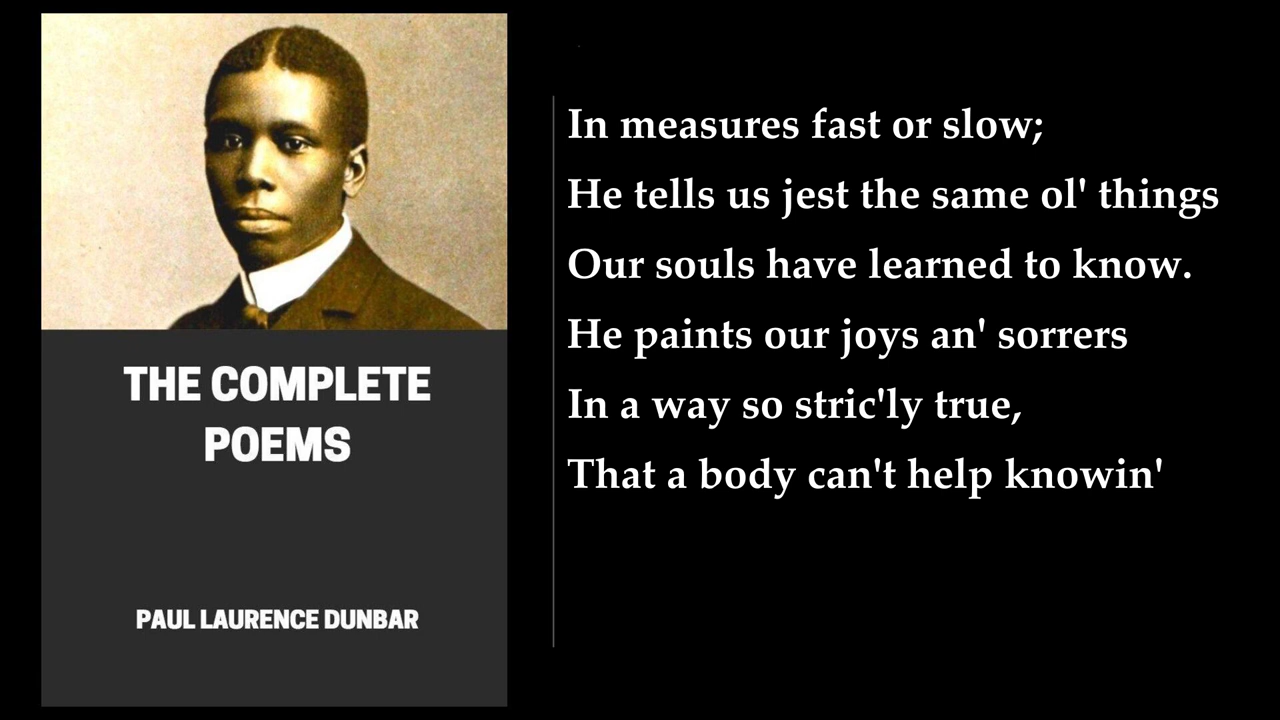 THE COMPLETE
POEMS
PAUL LAURENCE DUNBAR
In measures fast or slow;
He tells us jest the same ol' things
Our souls have learned to know.
He paints our joys an' sorrers
In a way so stric'ly true,
That a body can't help knowin'